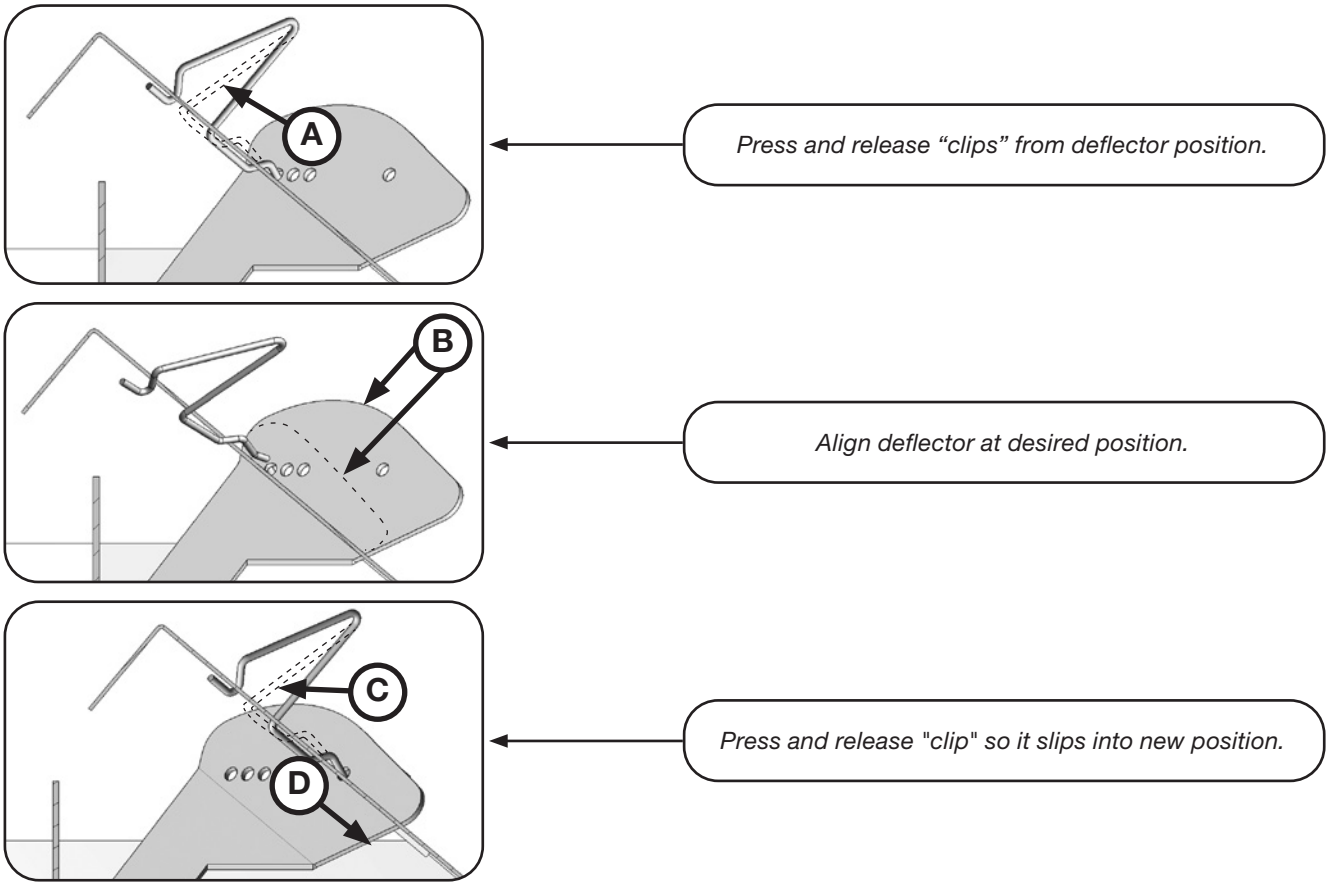 A
Press and release “clips” from deflector position.
B
Align deflector at desired position.
C
Press and release "clip" so it slips into new position.
D